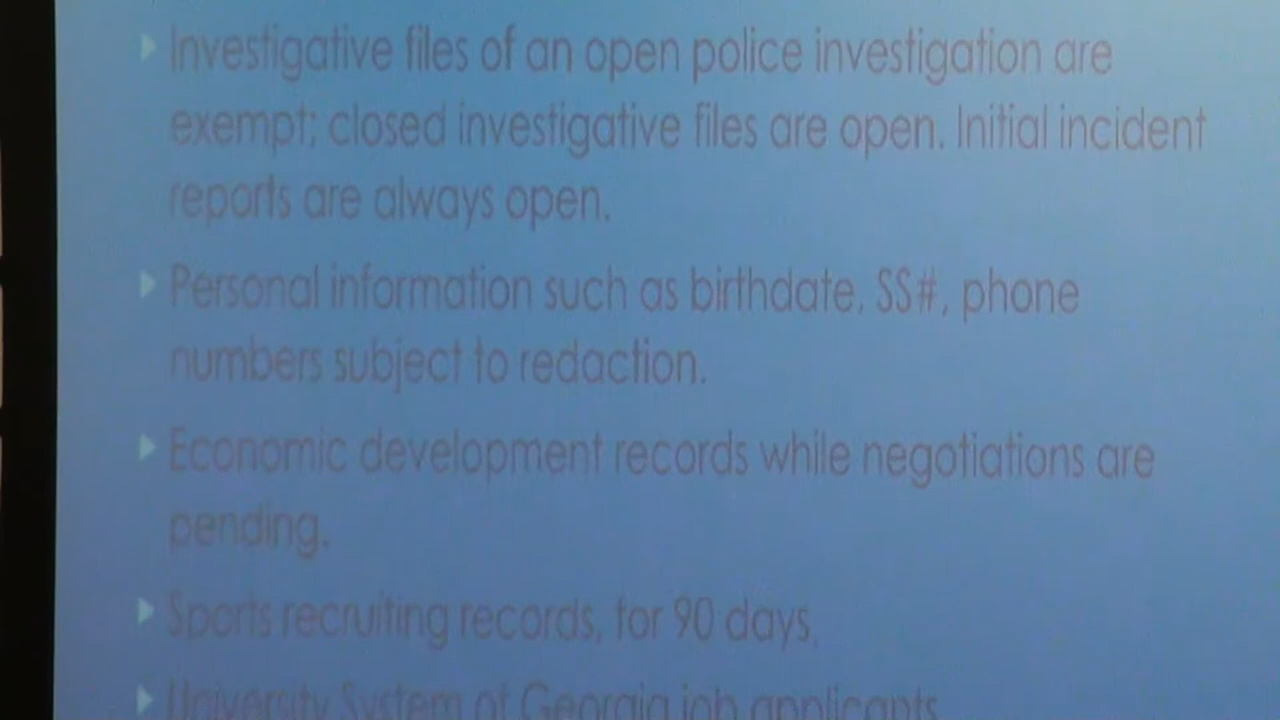 Investigative files of an open police investigation are
exempt; closed investigative files are open. Initial incident
reports are always open.
Personal information such as birthdate, SS#, phone
numbers subject to redaction.
Economic development records while negotiations are
pending.
Sports recruiting records, for 90 days.
University System of Georgia job applicants